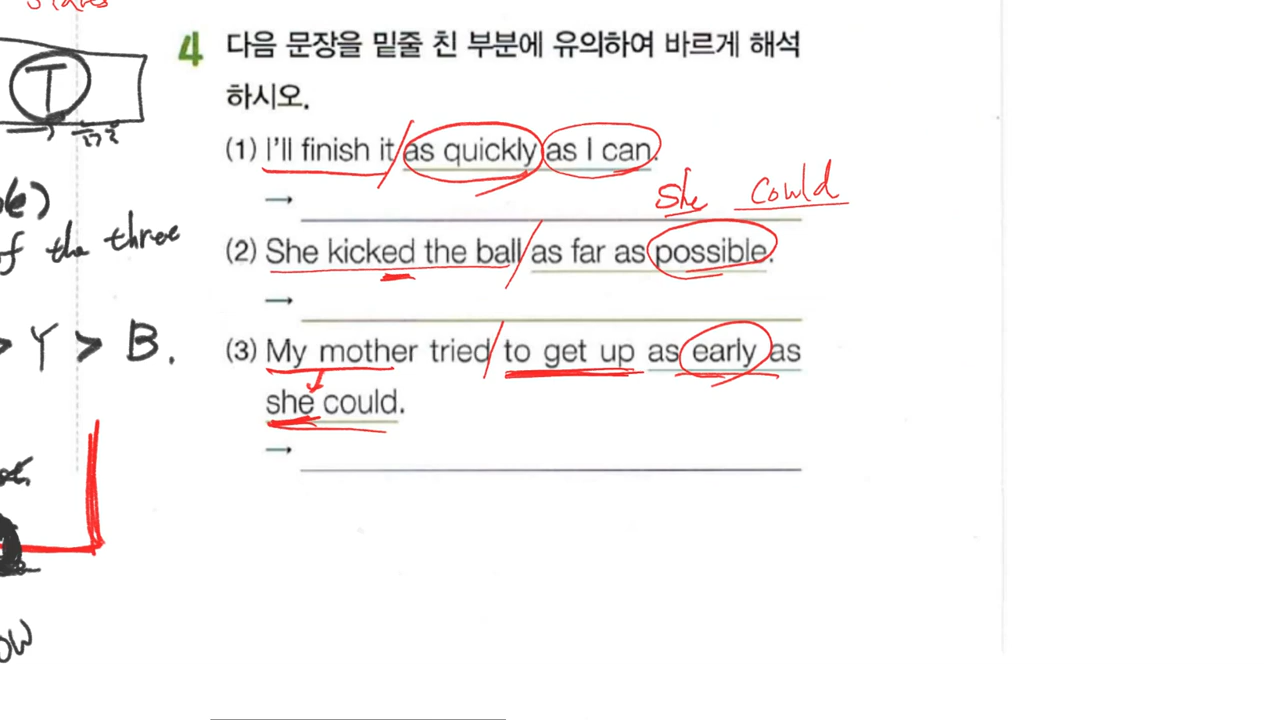 4 다음 문장을 밑줄 친 부분에 유의하여 바르게 해석
하시오.
T
(1) I'll finish it / as quickly as I can.
→
she could
of the three
(2) She kicked the ball / as far as possible.
→
> Y > B.
(3) My mother tried / to get up as early as
she could.
→